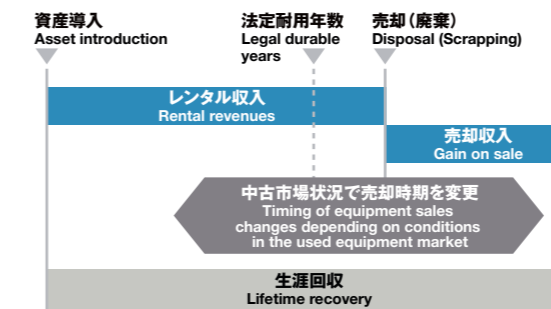 資産導入
Asset introduction
法定耐用年数
Legal durable
years
売却（廃棄）
Disposal (Scrapping)
レンタル収入
Rental revenues
売却収入
Gain on sale
中古市場状況で売却時期を変更
Timing of equipment sales
changes depending on conditions
in the used equipment market
生涯回収
Lifetime recovery